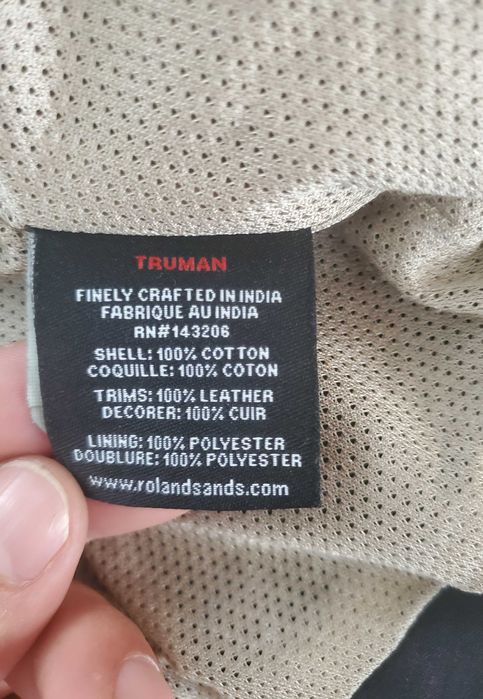 TRUMAN
FINELY CRAFTED IN INDIA
FABRIQUE AU INDIA
RN#143206
SHELL: 100% COTTON
COQUILLE: 100% COTON
TRIMS: 100% LEATHER
DECORER: 100% CUIR
LINING: 100% POLYESTER
DOUBLURE: 100% POLYESTER
www.rolandsands.com